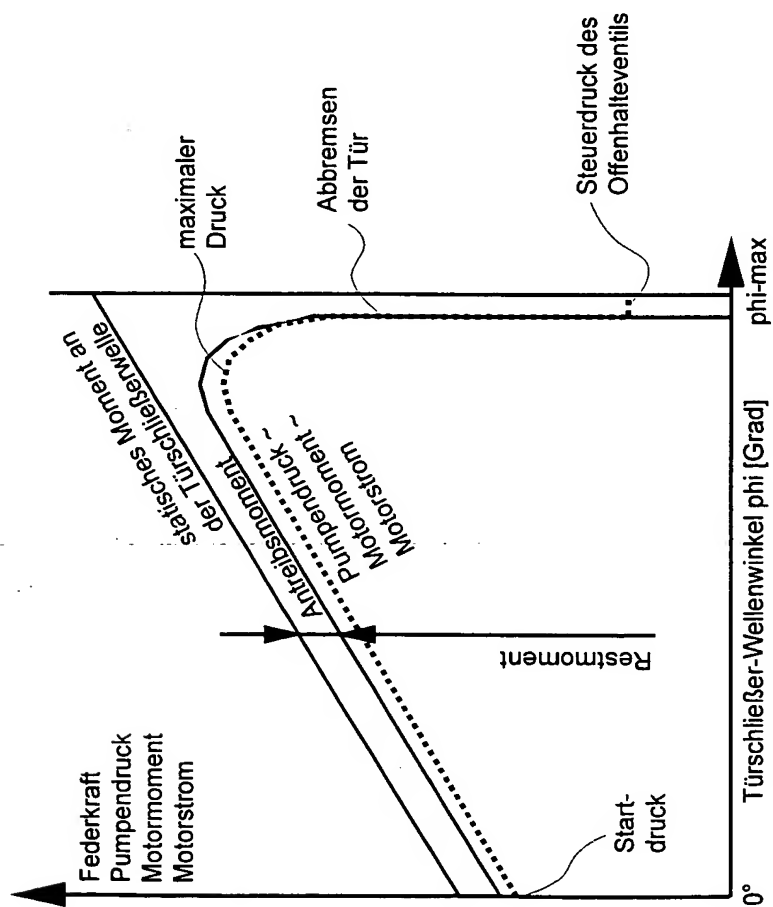 Federkraft
Pumpendruck
Motormoment
Motorstrom
statisches Moment an
der Türschließerwelle
maximaler
Druck
Abbremsen
der Tür
Steuerdruck des
Offenhalteventils
Antreibsmoment
Pumpendruck ~
Motormoment ~
Motorstrom
Restmoment
Start-
druck
0°
Türschließer-Wellenwinkel phi [Grad]
phi-max